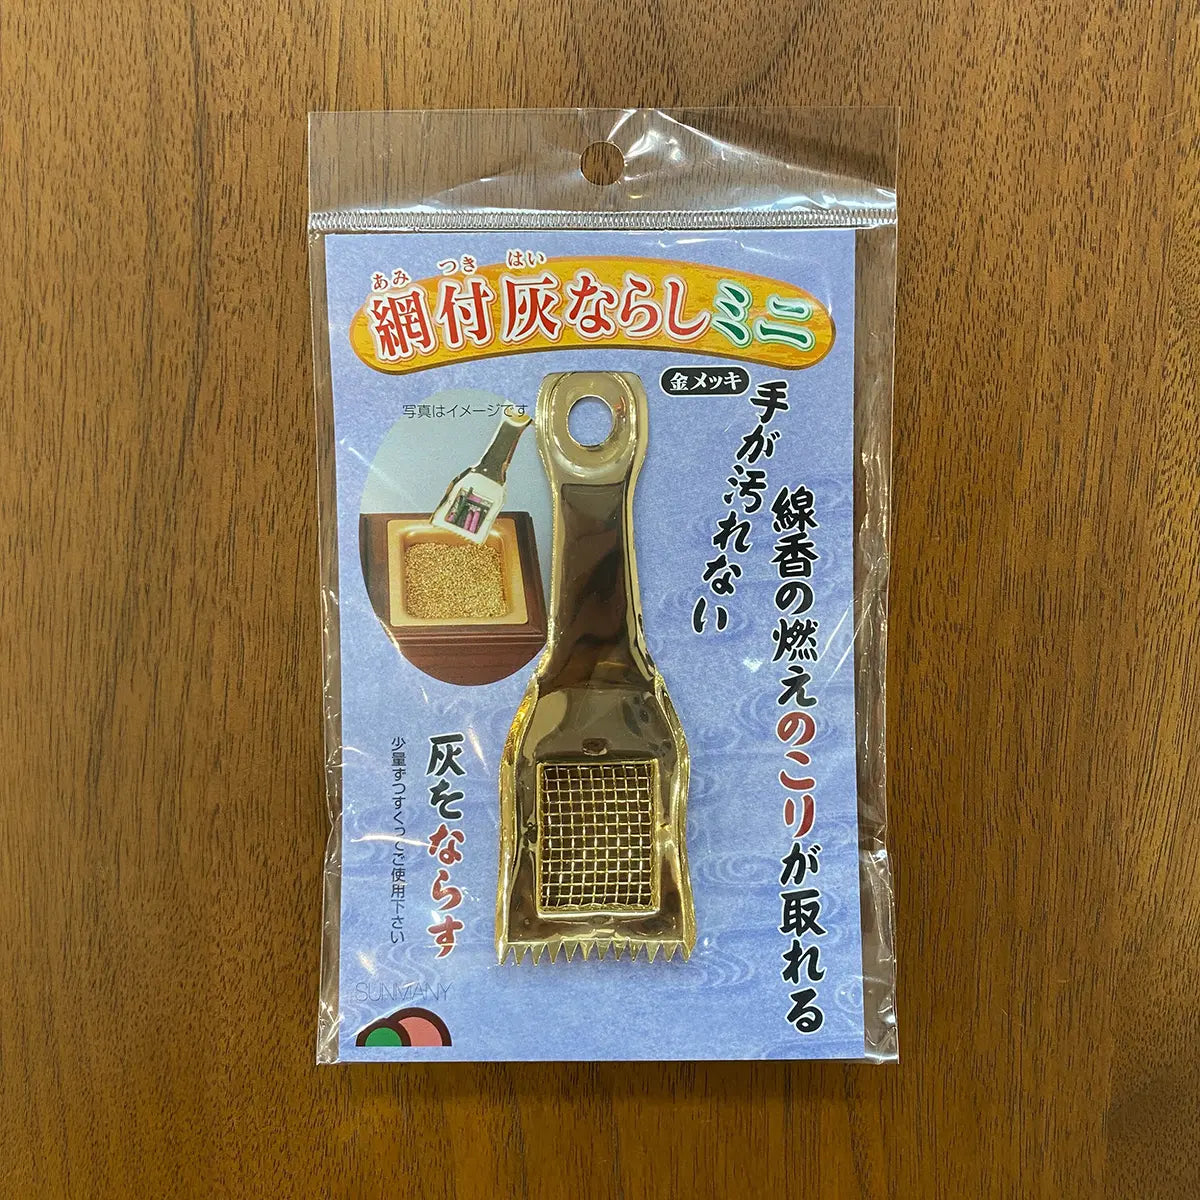 あみ つき はい
網付灰ならしミニ
金メッキ
写真はイメージです
線香の燃えのこりが取れる
手が汚れない
灰をならす
少量ずつすくってご使用下さい
SUNMANY